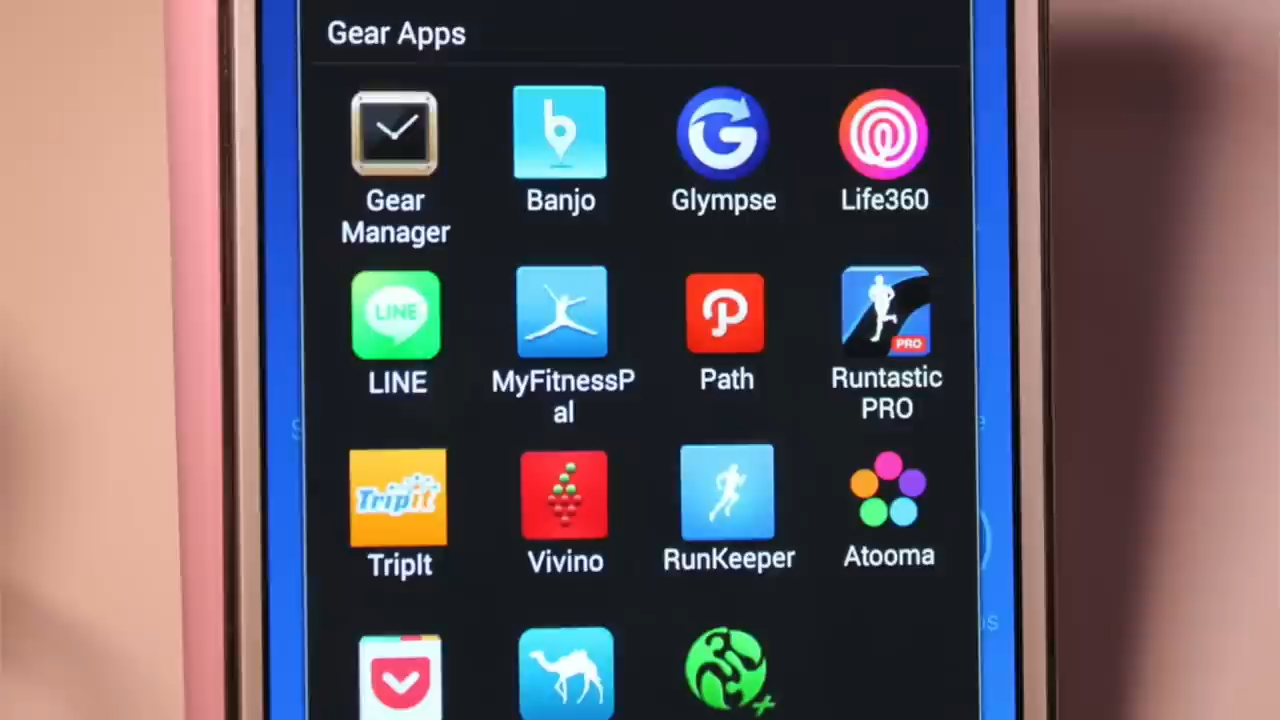 Gear Apps
Gear
Manager
Banjo
Glympse
Life360
LINE
LINE
MyFitnessP
al
Path
PRO
Runtastic
PRO
TripIt
TripIt
Vivino
RunKeeper
Atooma